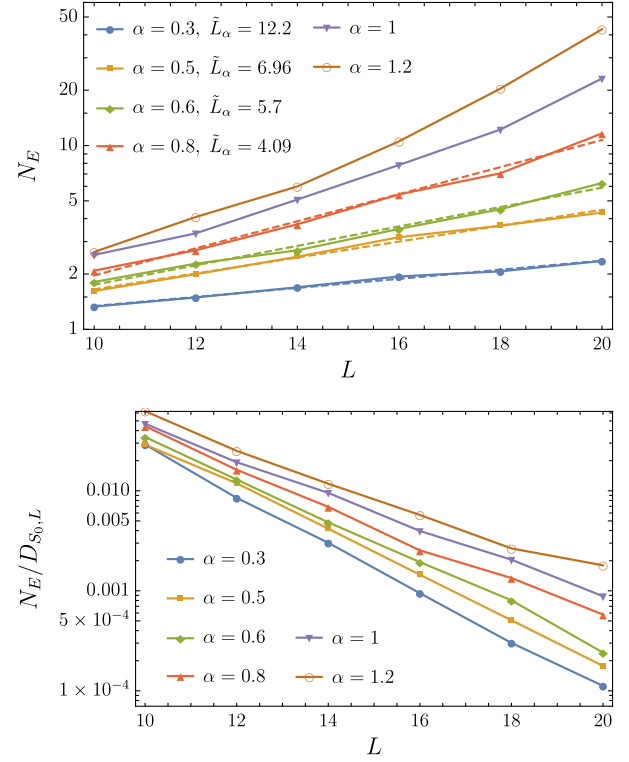 50
20
10
5
2
1
N_E
α = 0.3, L̃_α = 12.2
α = 0.5, L̃_α = 6.96
α = 0.6, L̃_α = 5.7
α = 0.8, L̃_α = 4.09
α = 1
α = 1.2
10 12 14 16 18 20
L
0.010
0.005
0.001
5 × 10⁻⁴
1 × 10⁻⁴
N_E/D_{S_0,L}
α = 0.3
α = 0.5
α = 0.6
α = 0.8
α = 1
α = 1.2
10 12 14 16 18 20
L